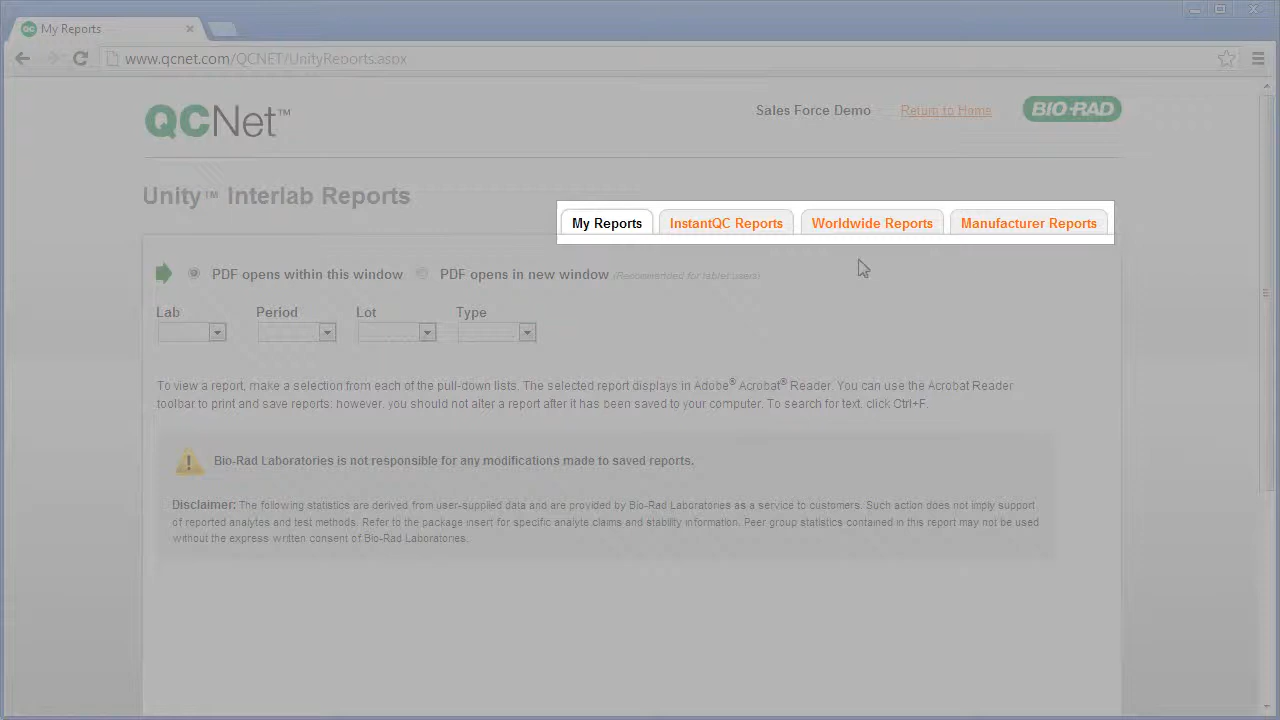 My Reports
www.qcnet.com/QCNET/UnityReports.aspx
QCNet™
Sales Force Demo
Return to Home
BIO-RAD
Unity™ Interlab Reports
My Reports
InstantQC Reports
Worldwide Reports
Manufacturer Reports
PDF opens within this window
PDF opens in new window (Recommended for tablet users)
Lab Period Lot Type
To view a report, make a selection from each of the pull-down lists. The selected report displays in Adobe® Acrobat® Reader. You can use the Acrobat Reader
toolbar to print and save reports; however, you should not alter a report after it has been saved to your computer. To search for text, click Ctrl+F.
Bio-Rad Laboratories is not responsible for any modifications made to saved reports.
Disclaimer: The following statistics are derived from user-supplied data and are provided by Bio-Rad Laboratories as a service to customers. Such action does not imply support
of reported analytes and test methods. Refer to the package insert for specific analyte claims and stability information. Peer group statistics contained in this report may not be used
without the express written consent of Bio-Rad Laboratories.